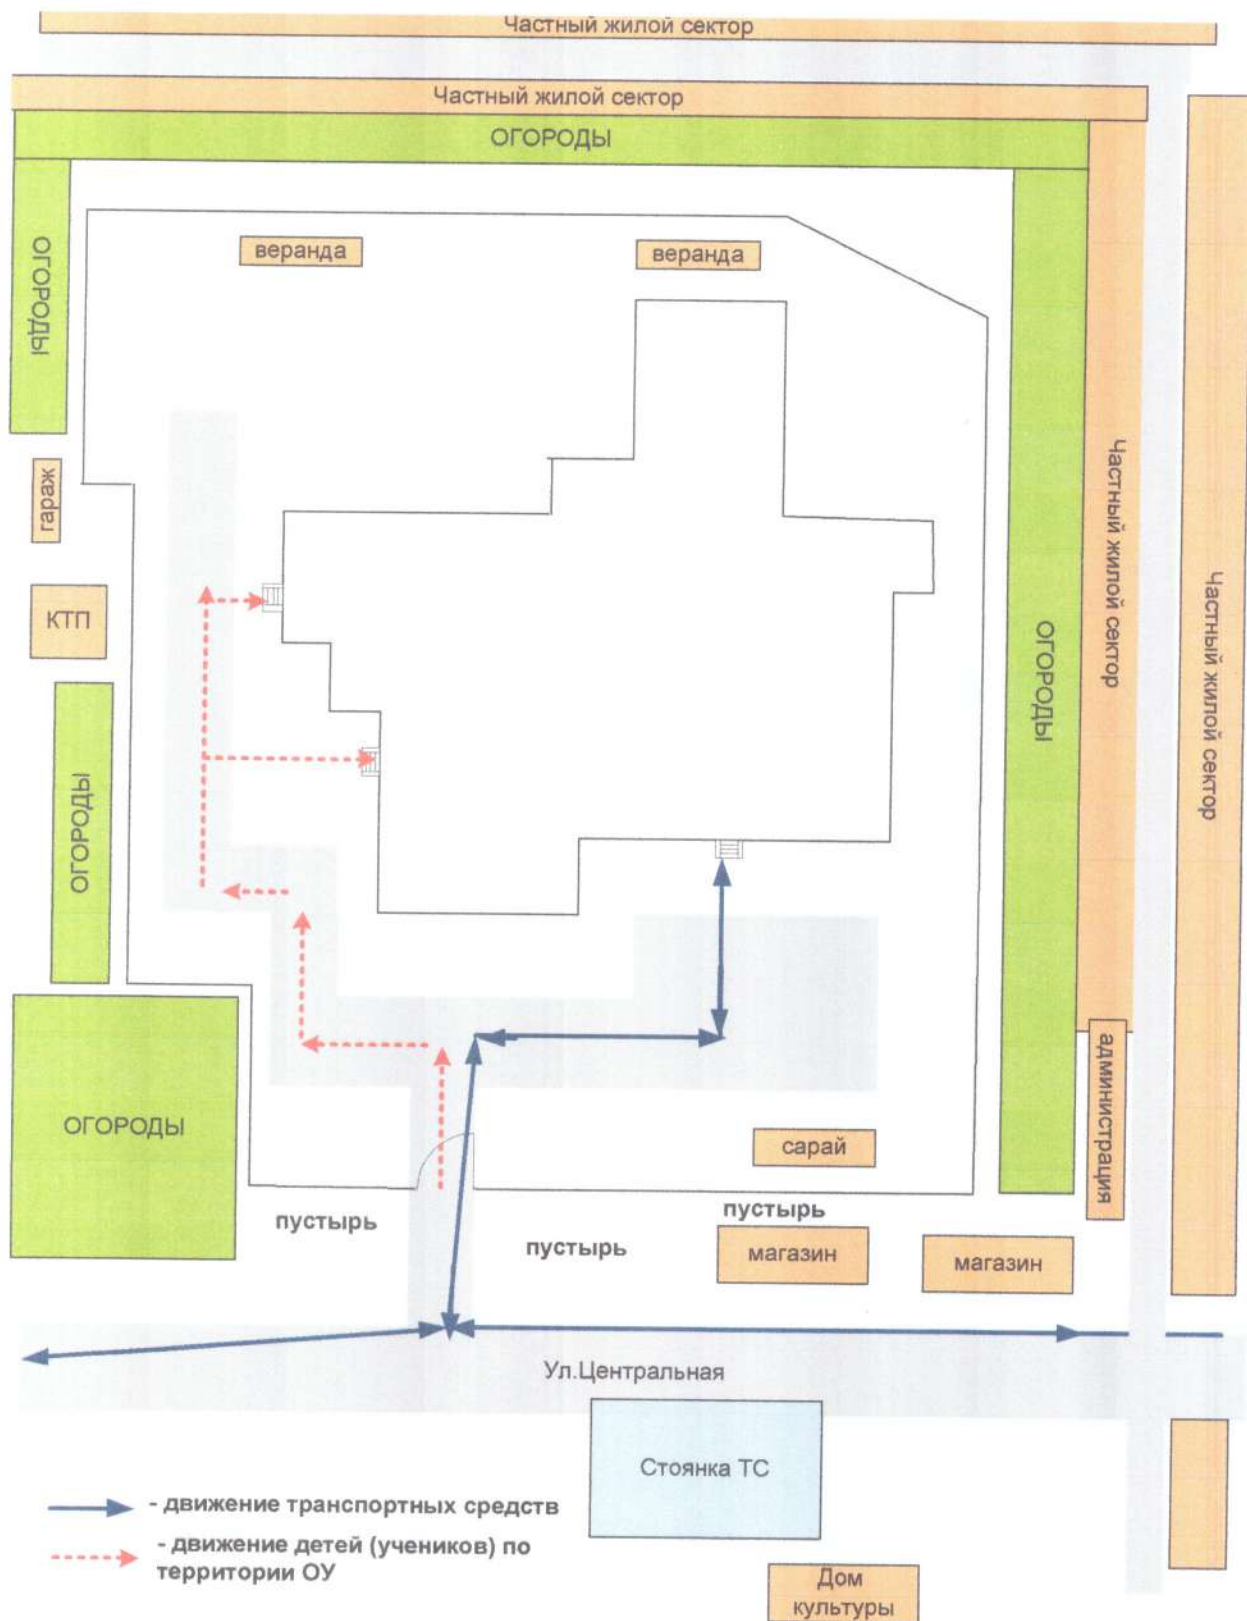 Частный жилой сектор
Частный жилой сектор
ОГОРОДЫ
ОГОРОДЫ
веранда
веранда
гараж
КТП
ОГОРОДЫ
ОГОРОДЫ
Частный жилой сектор
Частный жилой сектор
ОГОРОДЫ
администрация
сарай
пустырь
пустырь
пустырь
магазин
магазин
Ул.Центральная
Стоянка ТС
- движение транспортных средств
- движение детей (учеников) по
территории ОУ
Дом
культуры